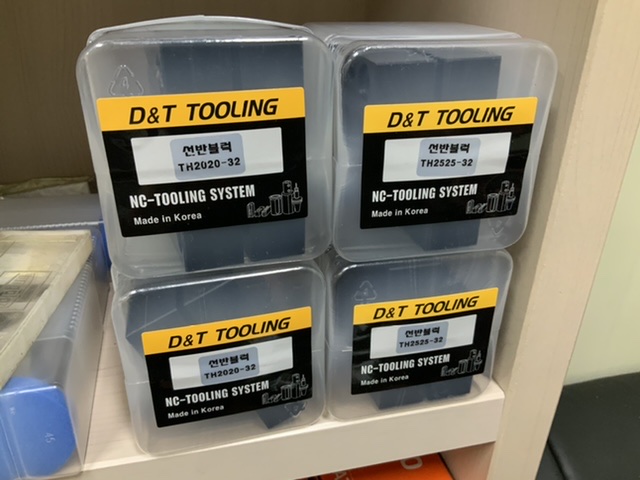 D&T TOOLING
선반블럭
TH2020-32
NC-TOOLING SYSTEM
Made in Korea
D&T TOOLING
선반블럭
TH2525-32
NC-TOOLING SYSTEM
Made in Korea
D&T TOOLING
선반블럭
TH2020-32
NC-TOOLING SYSTEM
Made in Korea
D&T TOOLING
선반블럭
TH2525-32
NC-TOOLING SYSTEM
Made in Korea